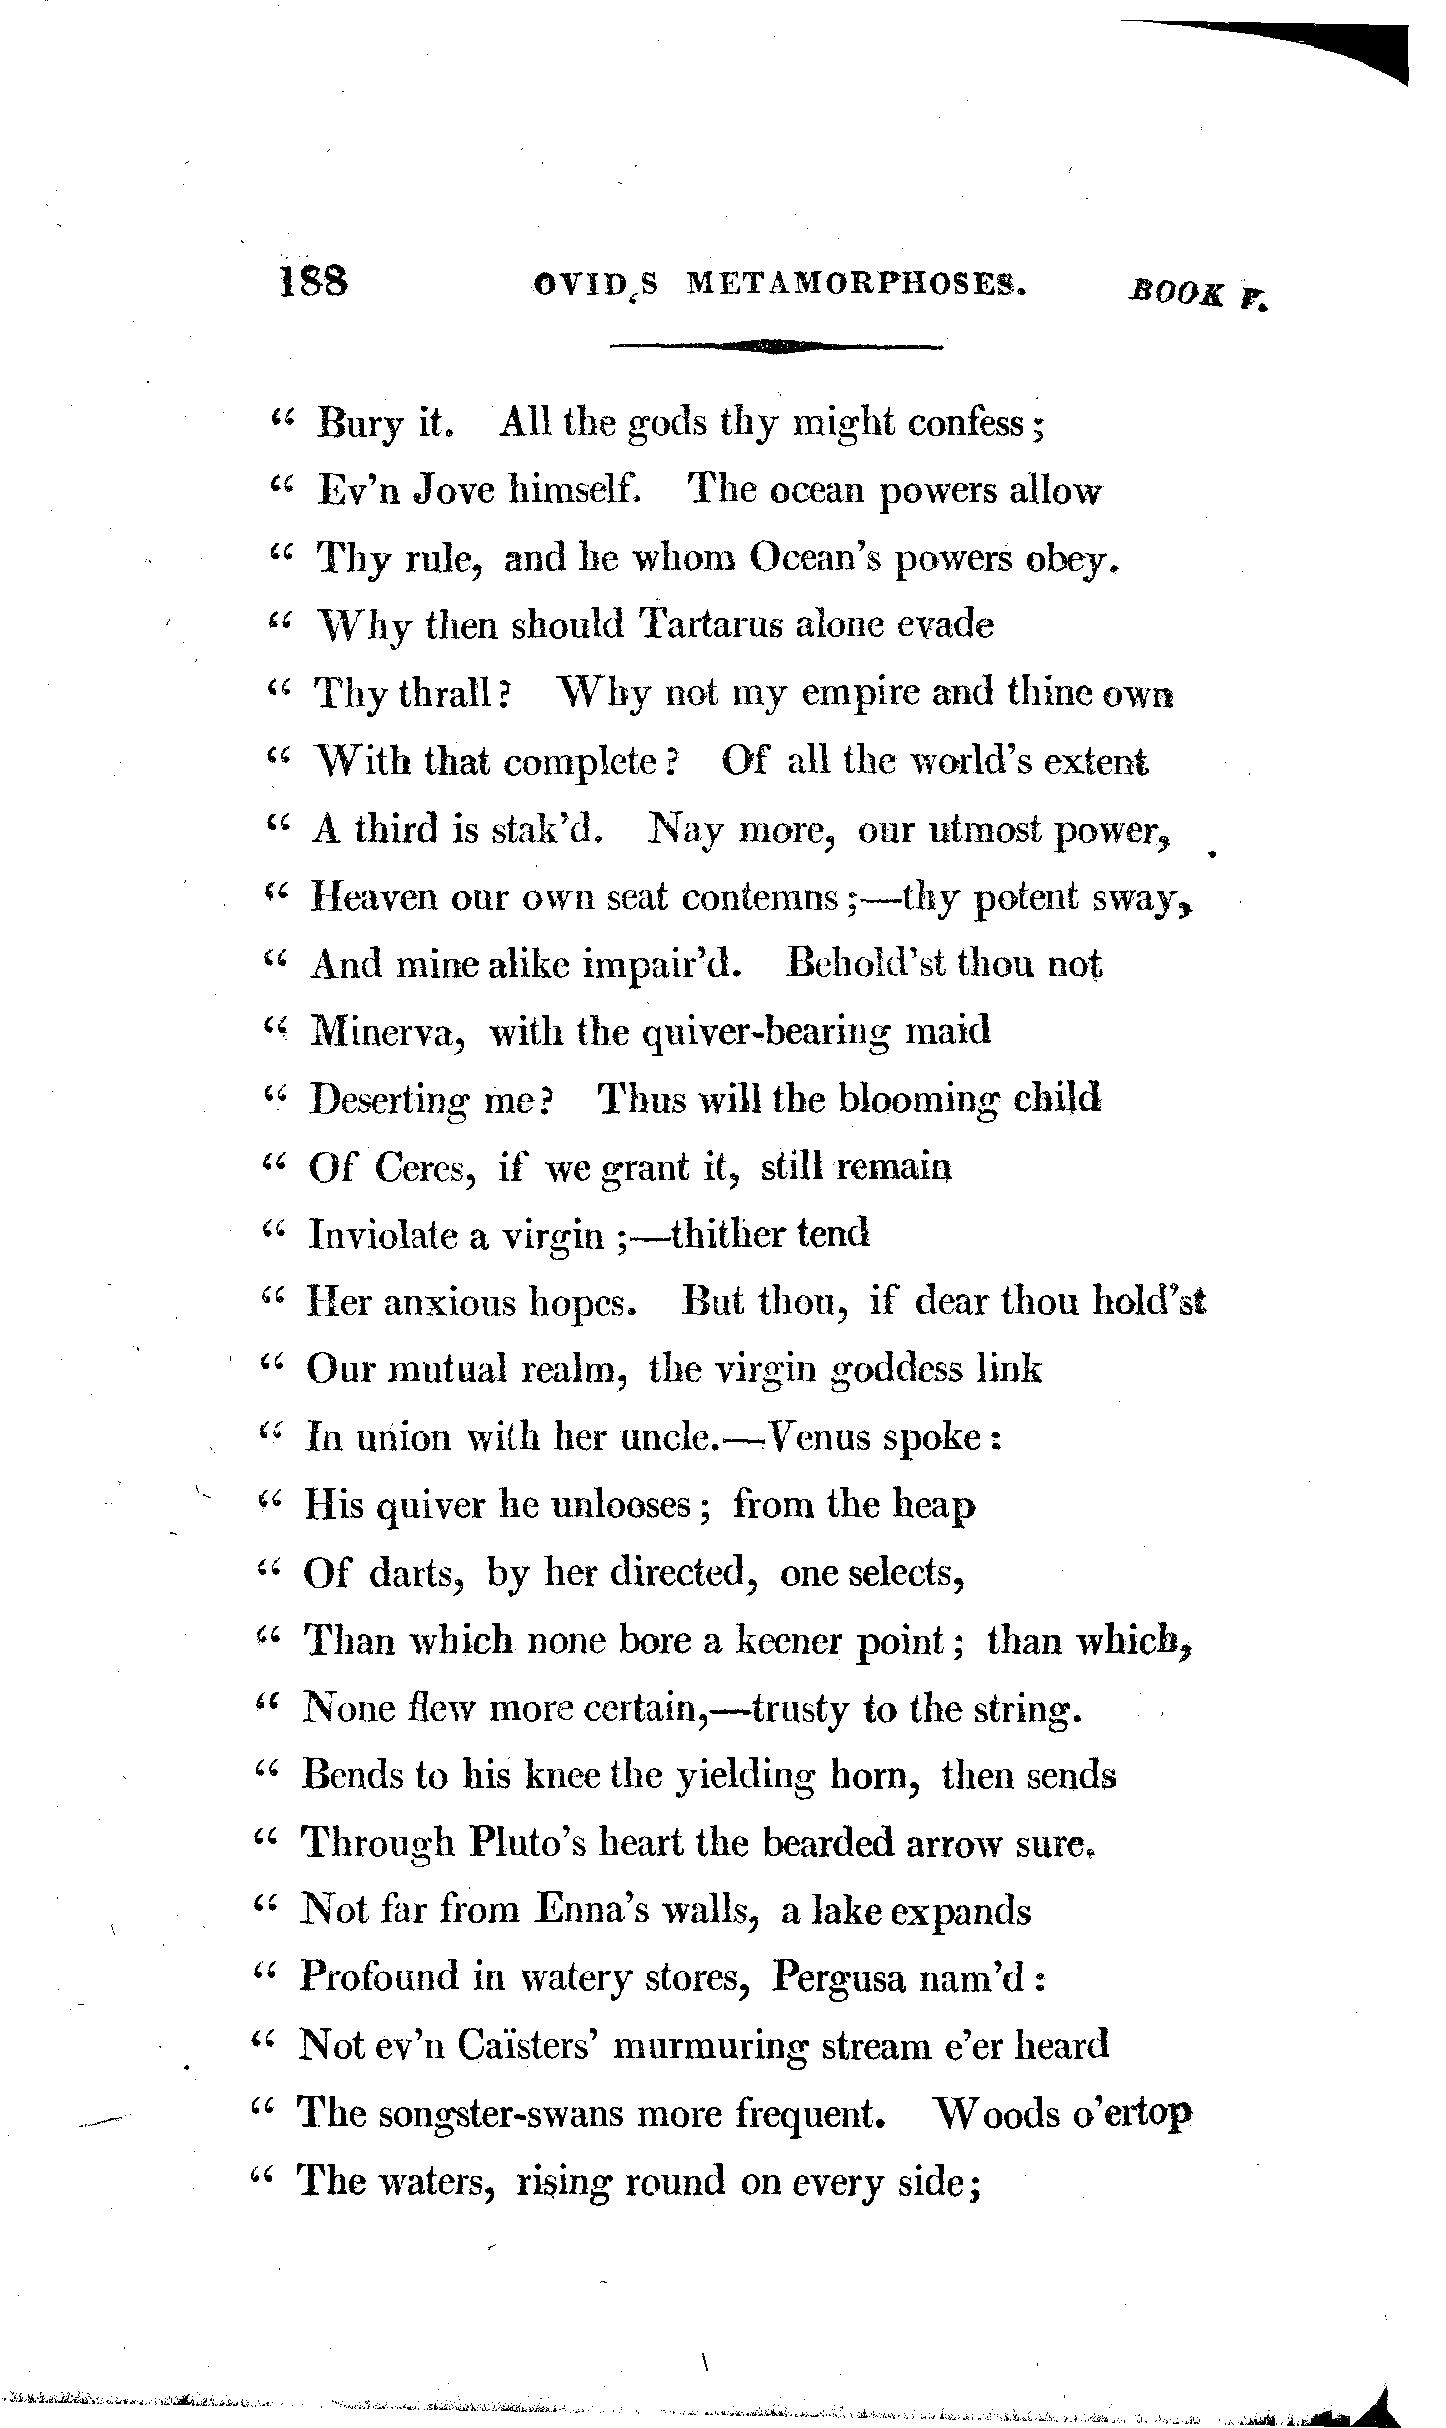 188 OVID,S METAMORPHOSES. BOOK V.
“ Bury it. All the gods thy might confess;
“ Ev’n Jove himself. The ocean powers allow
“ Thy rule, and he whom Ocean’s powers obey.
“ Why then should Tartarus alone evade
“ Thy thrall? Why not my empire and thine own
“ With that complete? Of all the world’s extent
“ A third is stak’d. Nay more, our utmost power,
“ Heaven our own seat contemns;—thy potent sway,
“ And mine alike impair’d. Behold’st thou not
“ Minerva, with the quiver-bearing maid
“ Deserting me? Thus will the blooming child
“ Of Ceres, if we grant it, still remain
“ Inviolate a virgin;—thither tend
“ Her anxious hopes. But thou, if dear thou hold’st
“ Our mutual realm, the virgin goddess link
“ In union with her uncle.—Venus spoke:
“ His quiver he unlooses; from the heap
“ Of darts, by her directed, one selects,
“ Than which none bore a keener point; than which,
“ None flew more certain,—trusty to the string.
“ Bends to his knee the yielding horn, then sends
“ Through Pluto’s heart the bearded arrow sure.
“ Not far from Enna’s walls, a lake expands
“ Profound in watery stores, Pergusa nam’d:
“ Not ev’n Caïsters’ murmuring stream e’er heard
“ The songster-swans more frequent. Woods o’ertop
“ The waters, rising round on every side;